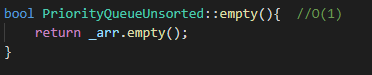 bool PriorityQueueUnsorted::empty(){  //O(1)
    return _arr.empty();
}